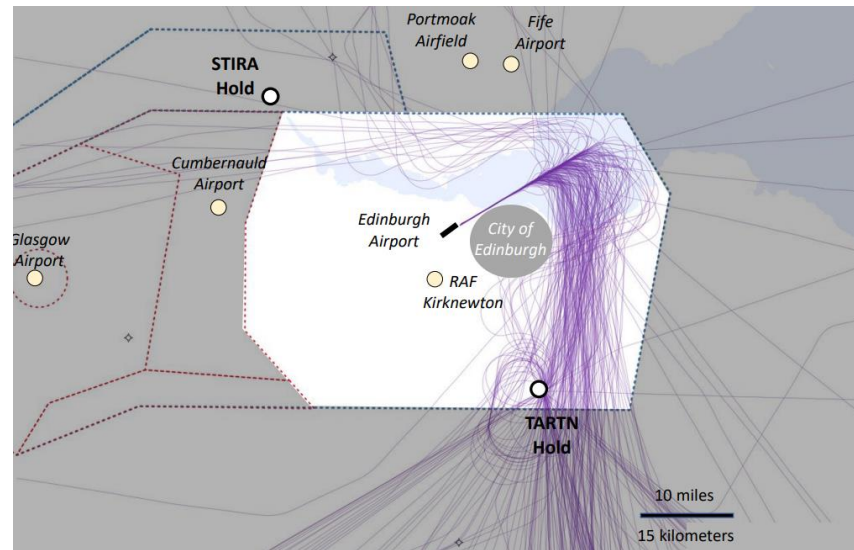 Portmoak
Airfield
Fife
Airport
STIRA
Hold
Cumbernauld
Airport
Edinburgh
Airport
City of
Edinburgh
Glasgow
Airport
RAF
Kirknewton
TARTN
Hold
10 miles
15 kilometers